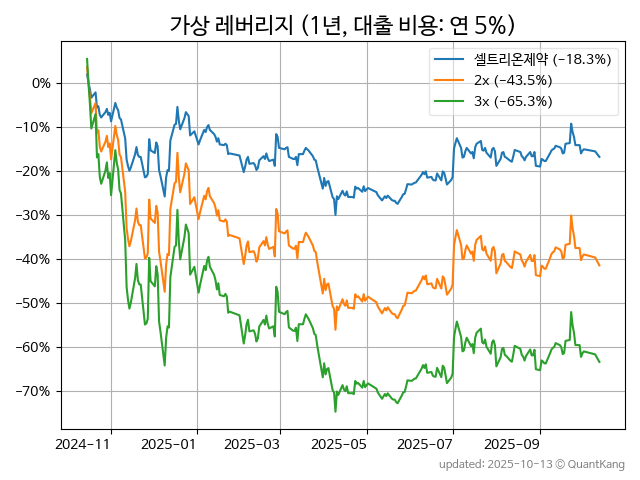 가상 레버리지 (1년, 대출 비용: 연 5%)
셀트리온제약 (-18.3%)
2x (-43.5%)
3x (-65.3%)
0%
-10%
-20%
-30%
-40%
-50%
-60%
-70%
2024-11
2025-01
2025-03
2025-05
2025-07
2025-09
updated: 2025-10-13 © QuantKang